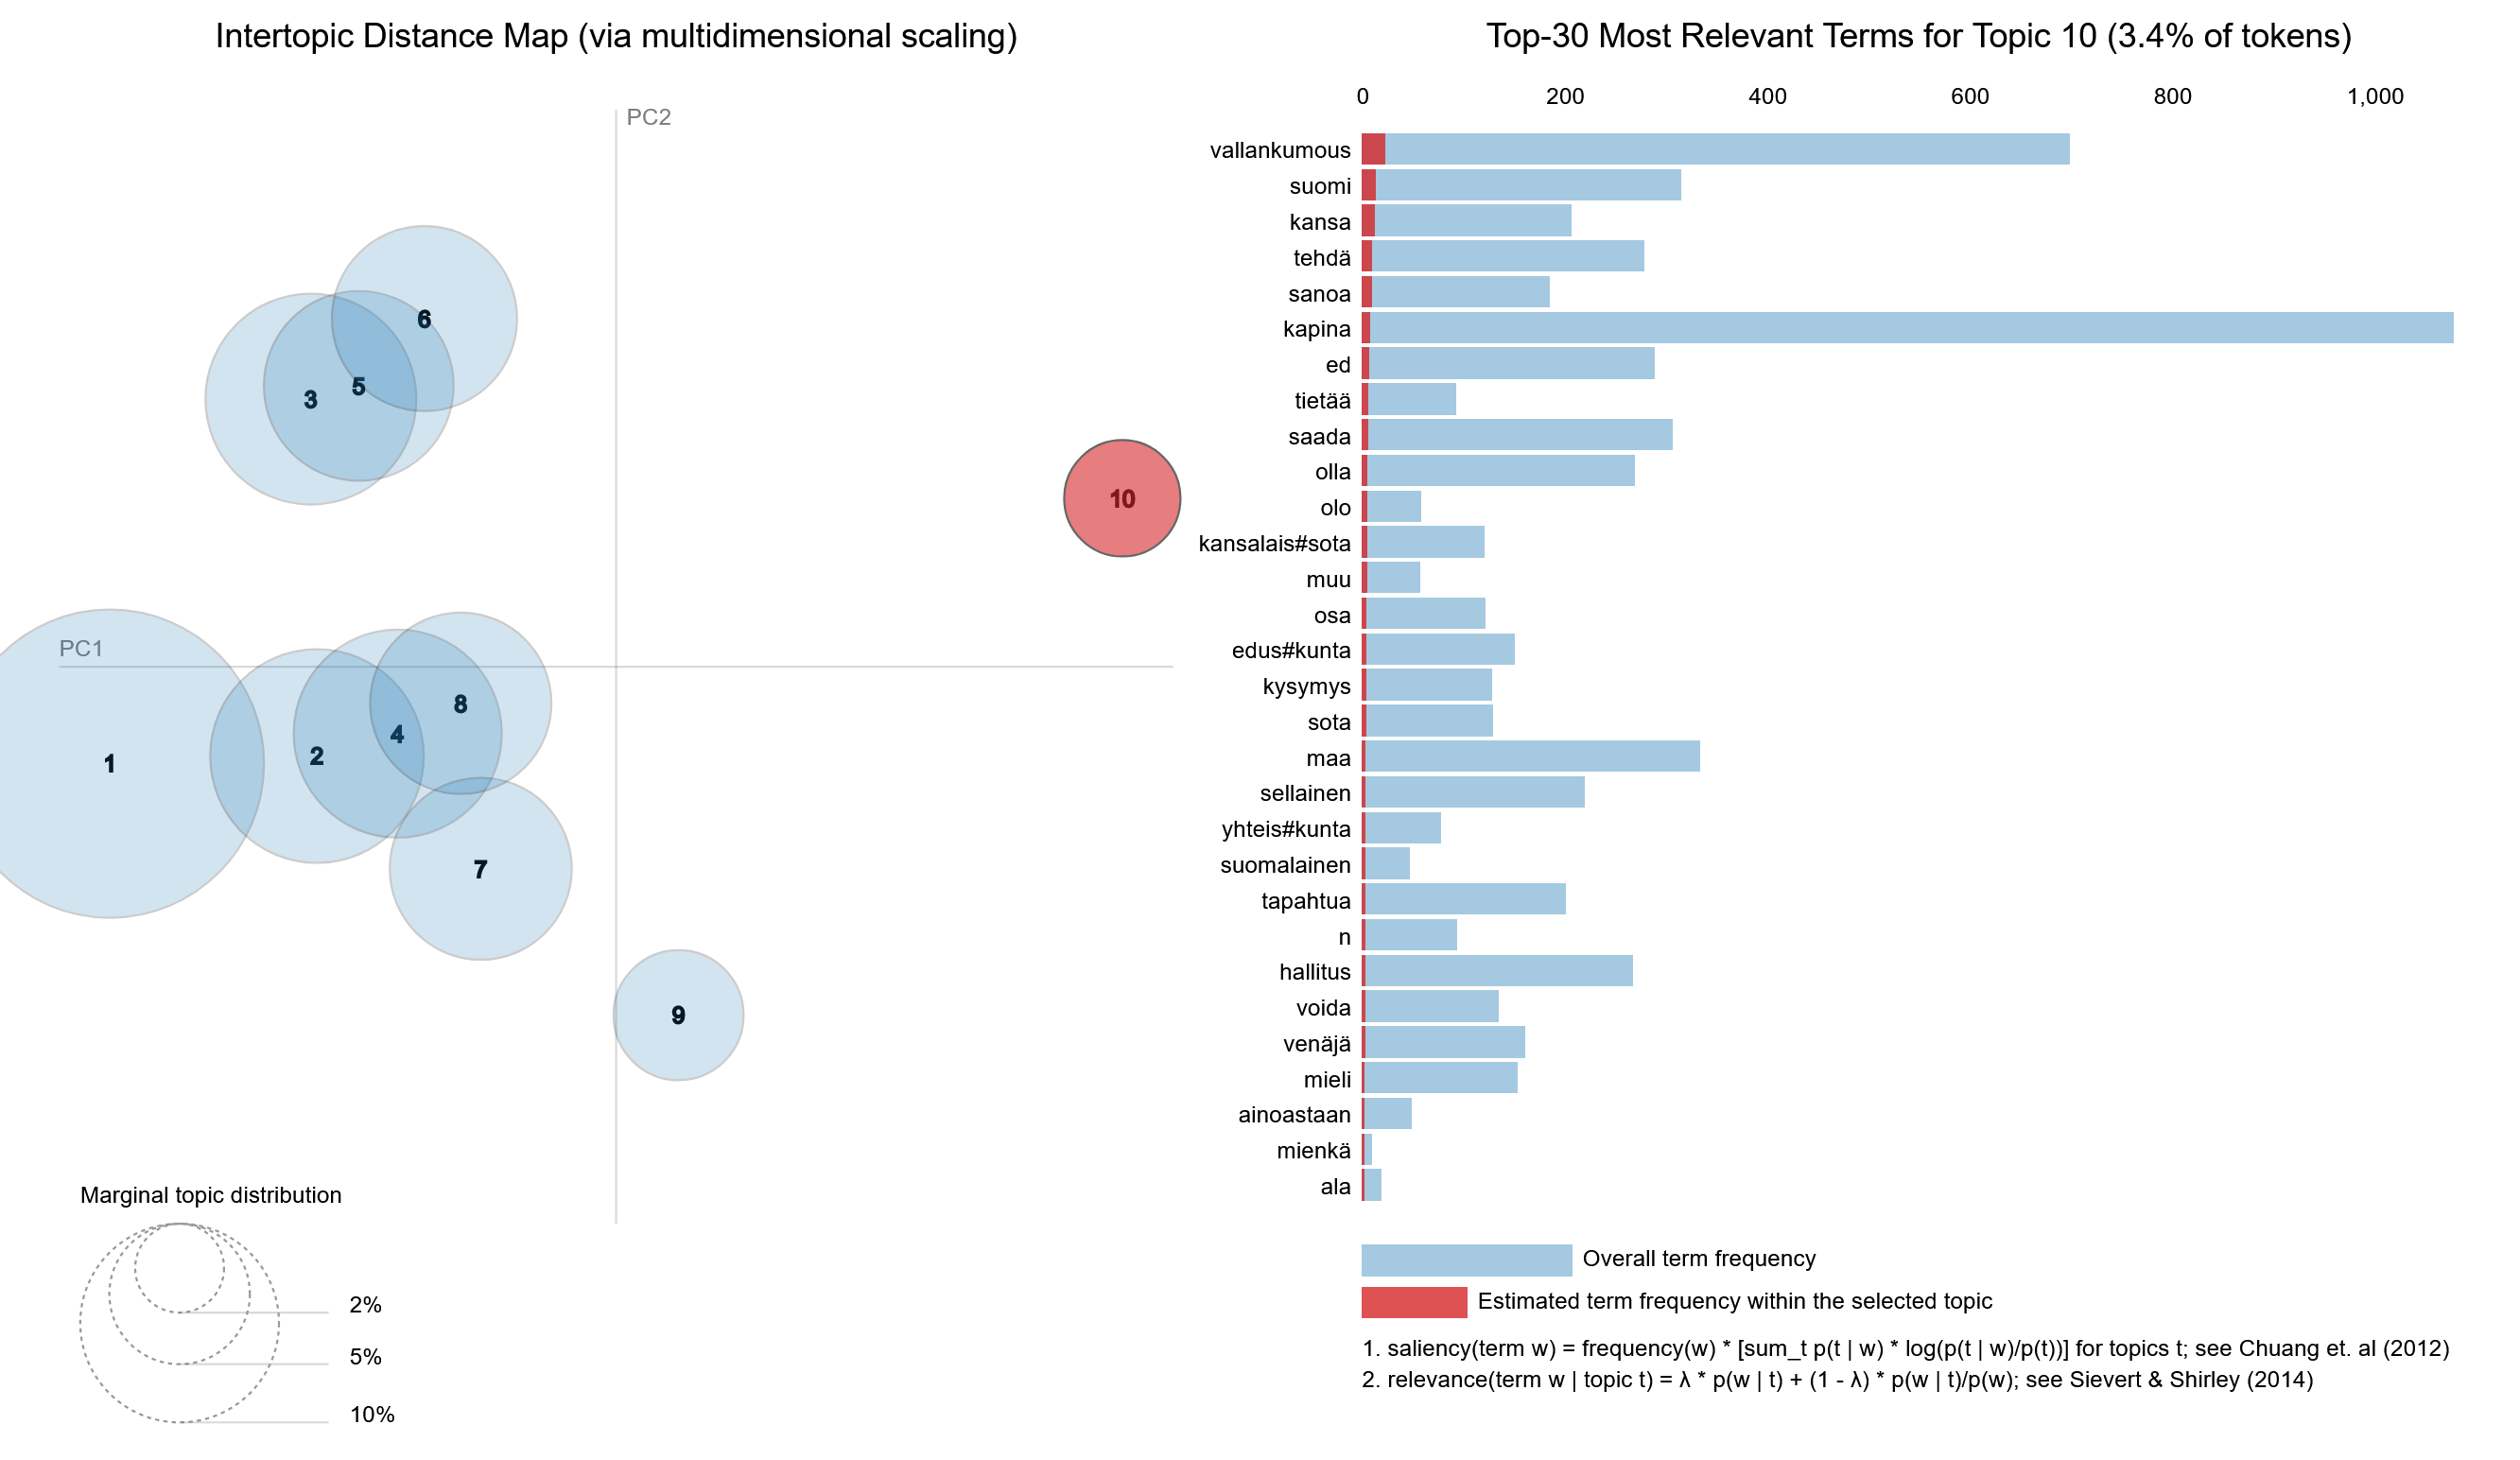 Intertopic Distance Map (via multidimensional scaling)
PC2
6
5
3
10
PC1
8
4
2
1
7
9
Marginal topic distribution
2%
5%
10%
Top-30 Most Relevant Terms for Topic 10 (3.4% of tokens)
0 200 400 600 800 1,000
vallankumous
suomi
kansa
tehdä
sanoa
kapina
ed
tietää
saada
olla
olo
kansalais#sota
muu
osa
edus#kunta
kysymys
sota
maa
sellainen
yhteis#kunta
suomalainen
tapahtua
n
hallitus
voida
venäjä
mieli
ainoastaan
mienkä
ala
Overall term frequency
Estimated term frequency within the selected topic
1. saliency(term w) = frequency(w) * [sum_t p(t | w) * log(p(t | w)/p(t))] for topics t; see Chuang et. al (2012)
2. relevance(term w | topic t) = λ * p(w | t) + (1 - λ) * p(w | t)/p(w); see Sievert & Shirley (2014)